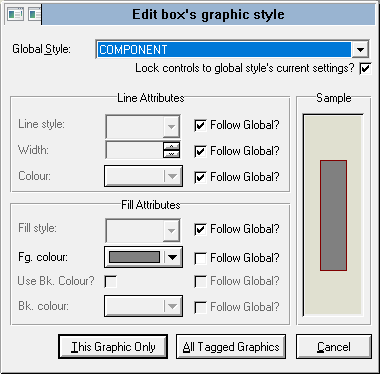 Edit box's graphic style
Global Style: COMPONENT
Lock controls to global style's current settings?
Line Attributes
Sample
Line style: Follow Global?
Width: Follow Global?
Colour: Follow Global?
Fill Attributes
Fill style: Follow Global?
Fg. colour: Follow Global?
Use Bk. Colour? Follow Global?
Bk. colour: Follow Global?
This Graphic Only All Tagged Graphics Cancel